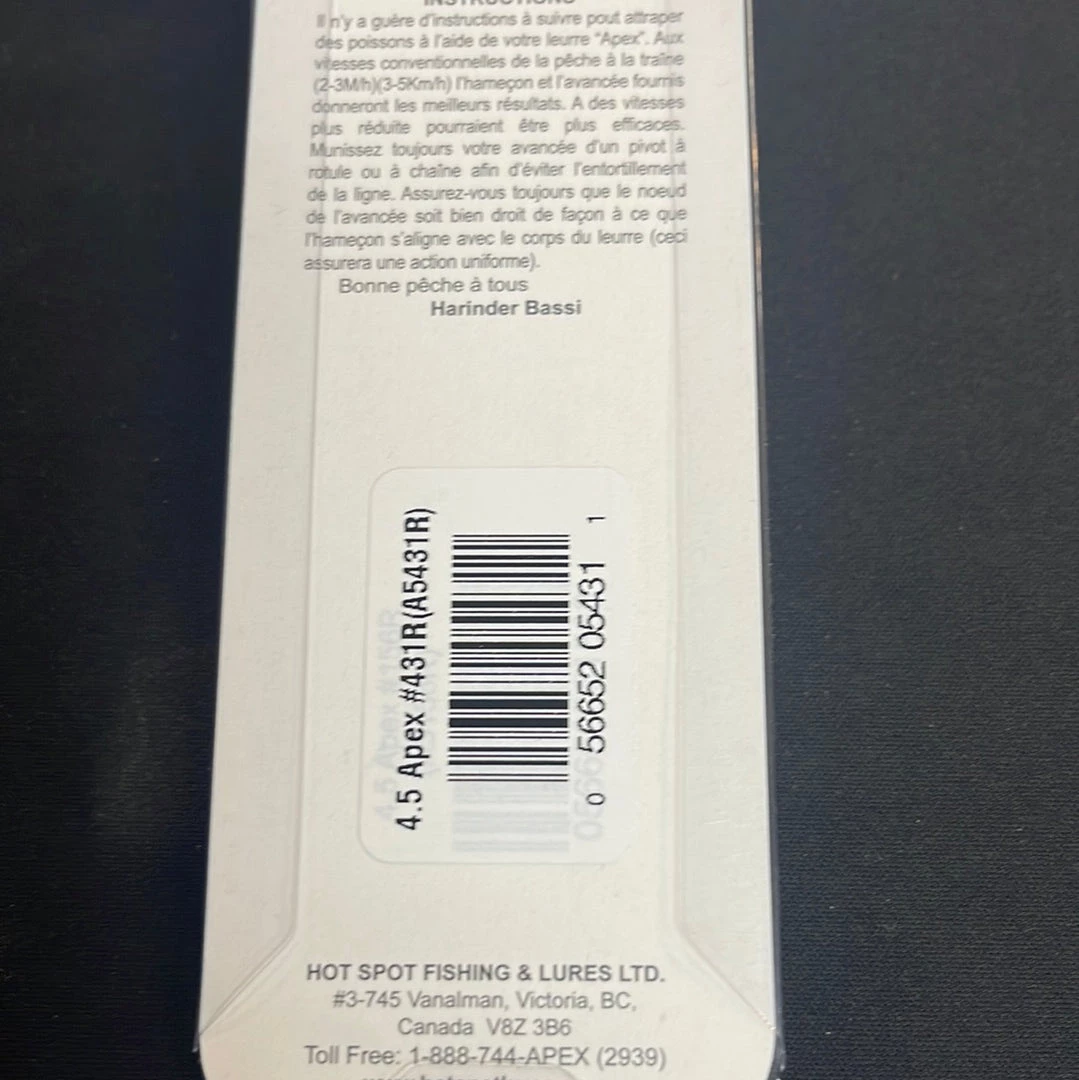 INSTRUCTIONS
Il n'y a guère d'instructions à suivre pout attraper
des poissons à l'aide de votre leurre "Apex". Aux
vitesses conventionnelles de la pêche à la traîne
(2-3M/h)(3-5Km/h) l'hameçon et l'avancée fournis
donneront les meilleurs résultats. A des vitesses
plus réduite pourraient être plus efficaces.
Munissez toujours votre avancée d'un pivot à
rotule ou à chaîne afin d'éviter l'entortillement
de la ligne. Assurez-vous toujours que le noeud
de l'avancée soit bien droit de façon à ce que
l'hameçon s'aligne avec le corps du leurre (ceci
assurera une action uniforme).
Bonne pêche à tous
Harinder Bassi
4.5 Apex #431R(A5431R)
0 56652 05431 1
HOT SPOT FISHING & LURES LTD.
#3-745 Vanalman, Victoria, BC,
Canada V8Z 3B6
Toll Free: 1-888-744-APEX (2939)